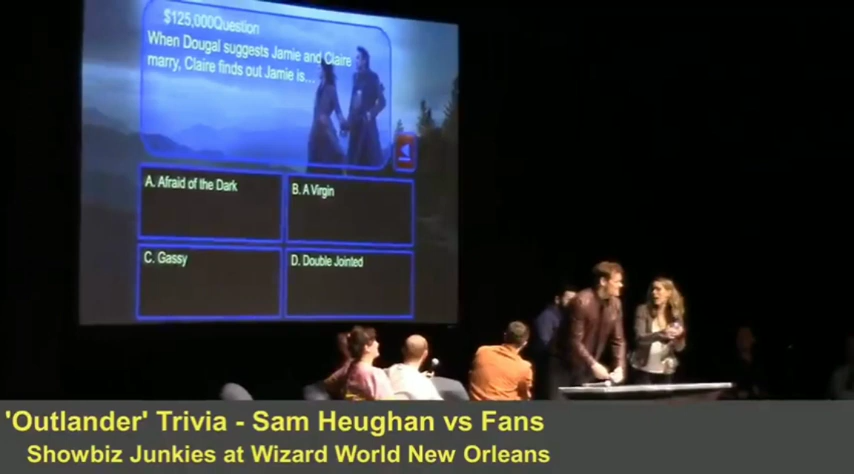 $125,000Question
When Dougal suggests Jamie and Claire
marry, Claire finds out Jamie is...
A. Afraid of the Dark
B. A Virgin
C. Gassy
D. Double Jointed
'Outlander' Trivia - Sam Heughan vs Fans
Showbiz Junkies at Wizard World New Orleans